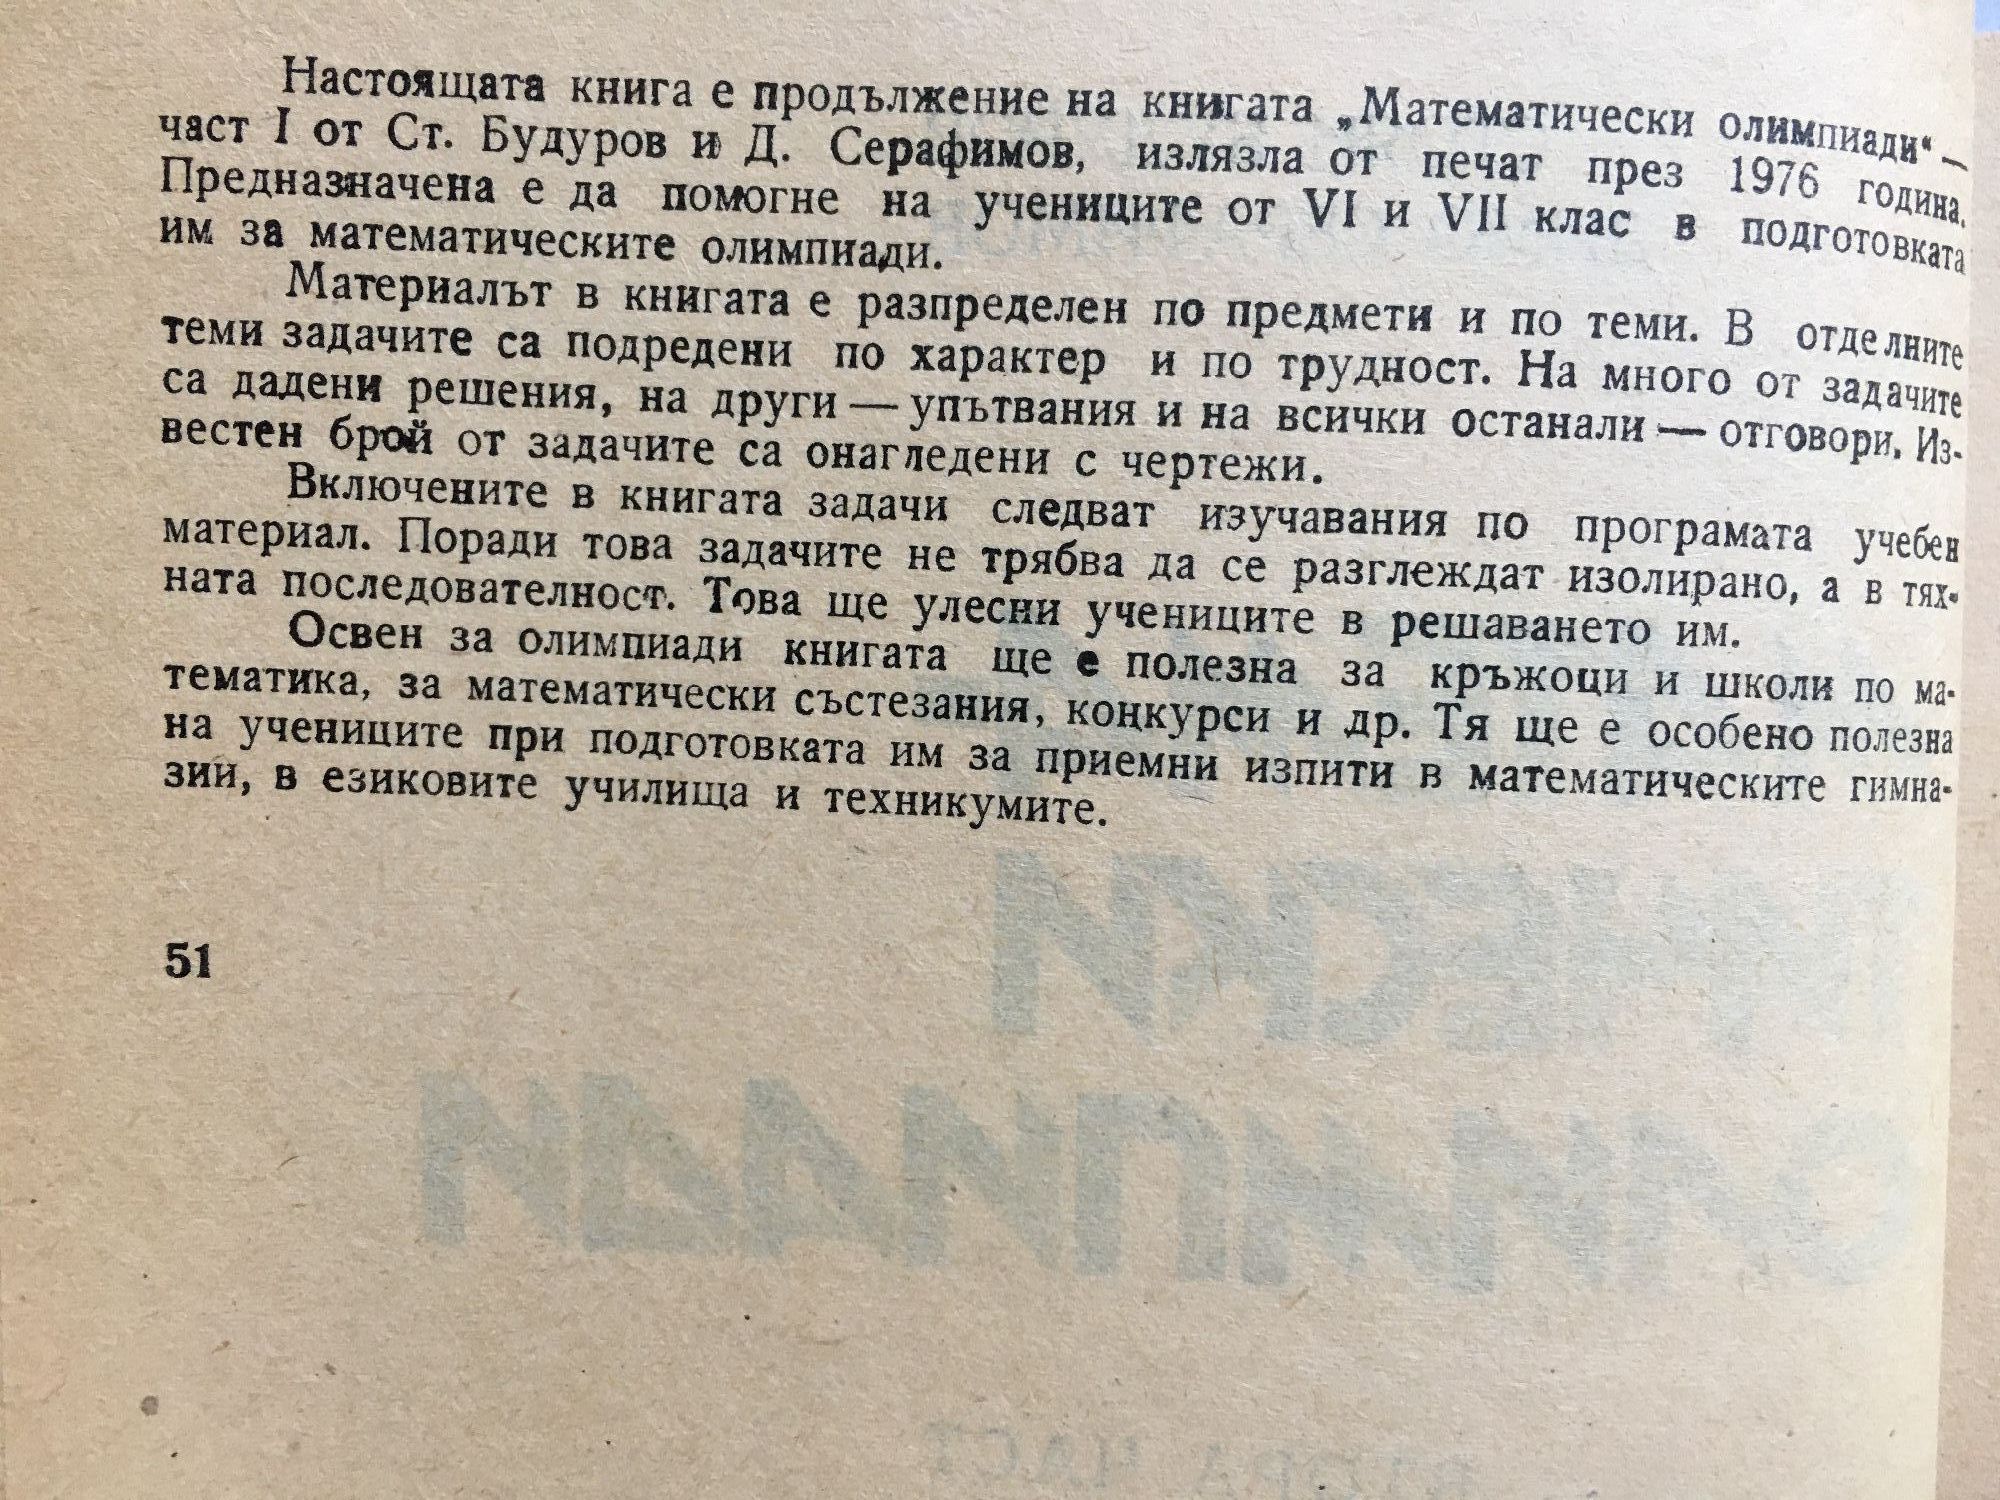 Настоящата книга е продължение на книгата „Математически олимпиади“ —
част I от Ст. Будуров и Д. Серафимов, излязла от печат през 1976 година.
Предназначена е да помогне на учениците от VI и VII клас в подготовката
им за математическите олимпиади.
Материалът в книгата е разпределен по предмети и по теми. В отделните
теми задачите са подредени по характер и по трудност. На много от задачите
са дадени решения, на други — упътвания и на всички останали — отговори. Из-
вестен брой от задачите са онагледени с чертежи.
Включените в книгата задачи следват изучавания по програмата учебен
материал. Поради това задачите не трябва да се разглеждат изолирано, а в тях-
ната последователност. Това ще улесни учениците в решаването им.
Освен за олимпиади книгата ще е полезна за кръжоци и школи по ма-
тематика, за математически състезания, конкурси и др. Тя ще е особено полезна
на учениците при подготовката им за приемни изпити в математическите гимна-
зии, в езиковите училища и техникумите.
51
ЧЕСКИ
ОЛИМПИАДИ
ВТОРА ЧАСТ